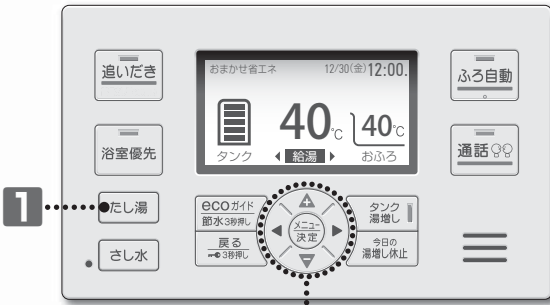 追いだき
浴室優先
1
たし湯
さし水
おまかせ省エネ 12/30(金)12:00.
40℃ 40℃
タンク 給湯 おふろ
ecoガイド
節水3秒押し
戻る
3秒押し
メニュー
決定
タンク
湯増し
今日の
湯増し休止
ふろ自動
通話